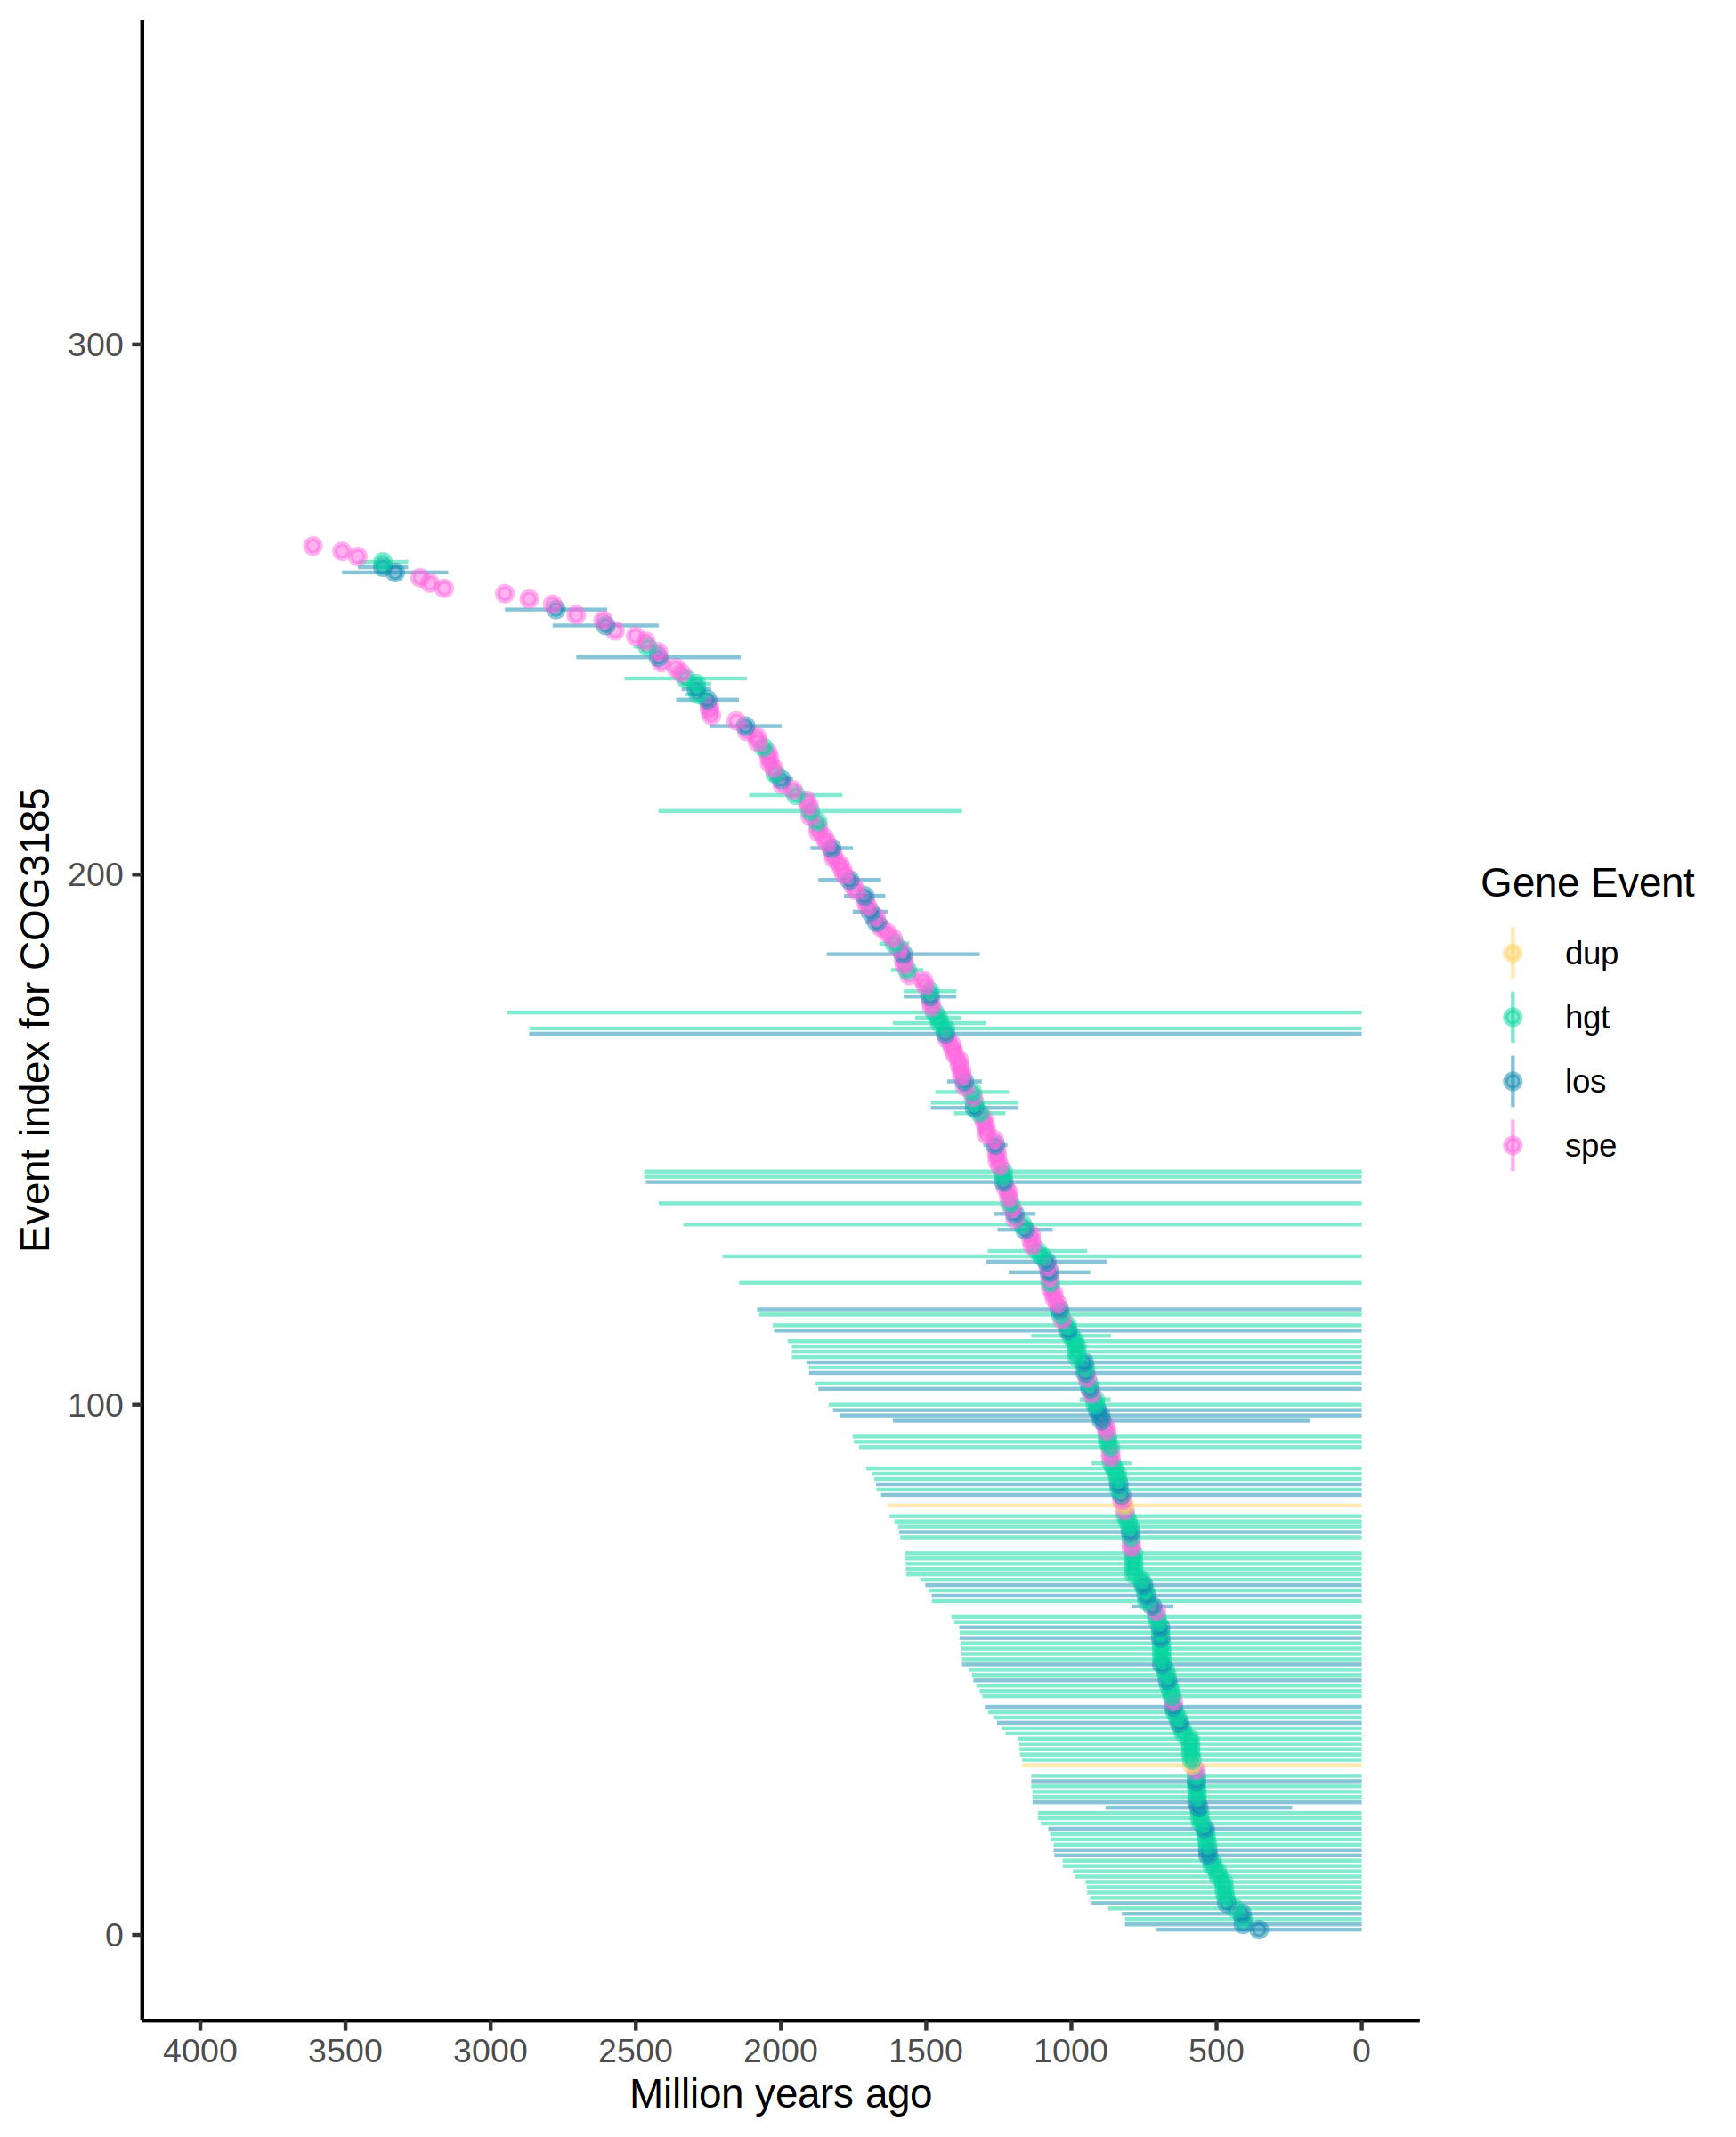 Event index for COG3185
300
200
100
0
4000 3500 3000 2500 2000 1500 1000 500 0
Million years ago
Gene Event
dup
hgt
los
spe